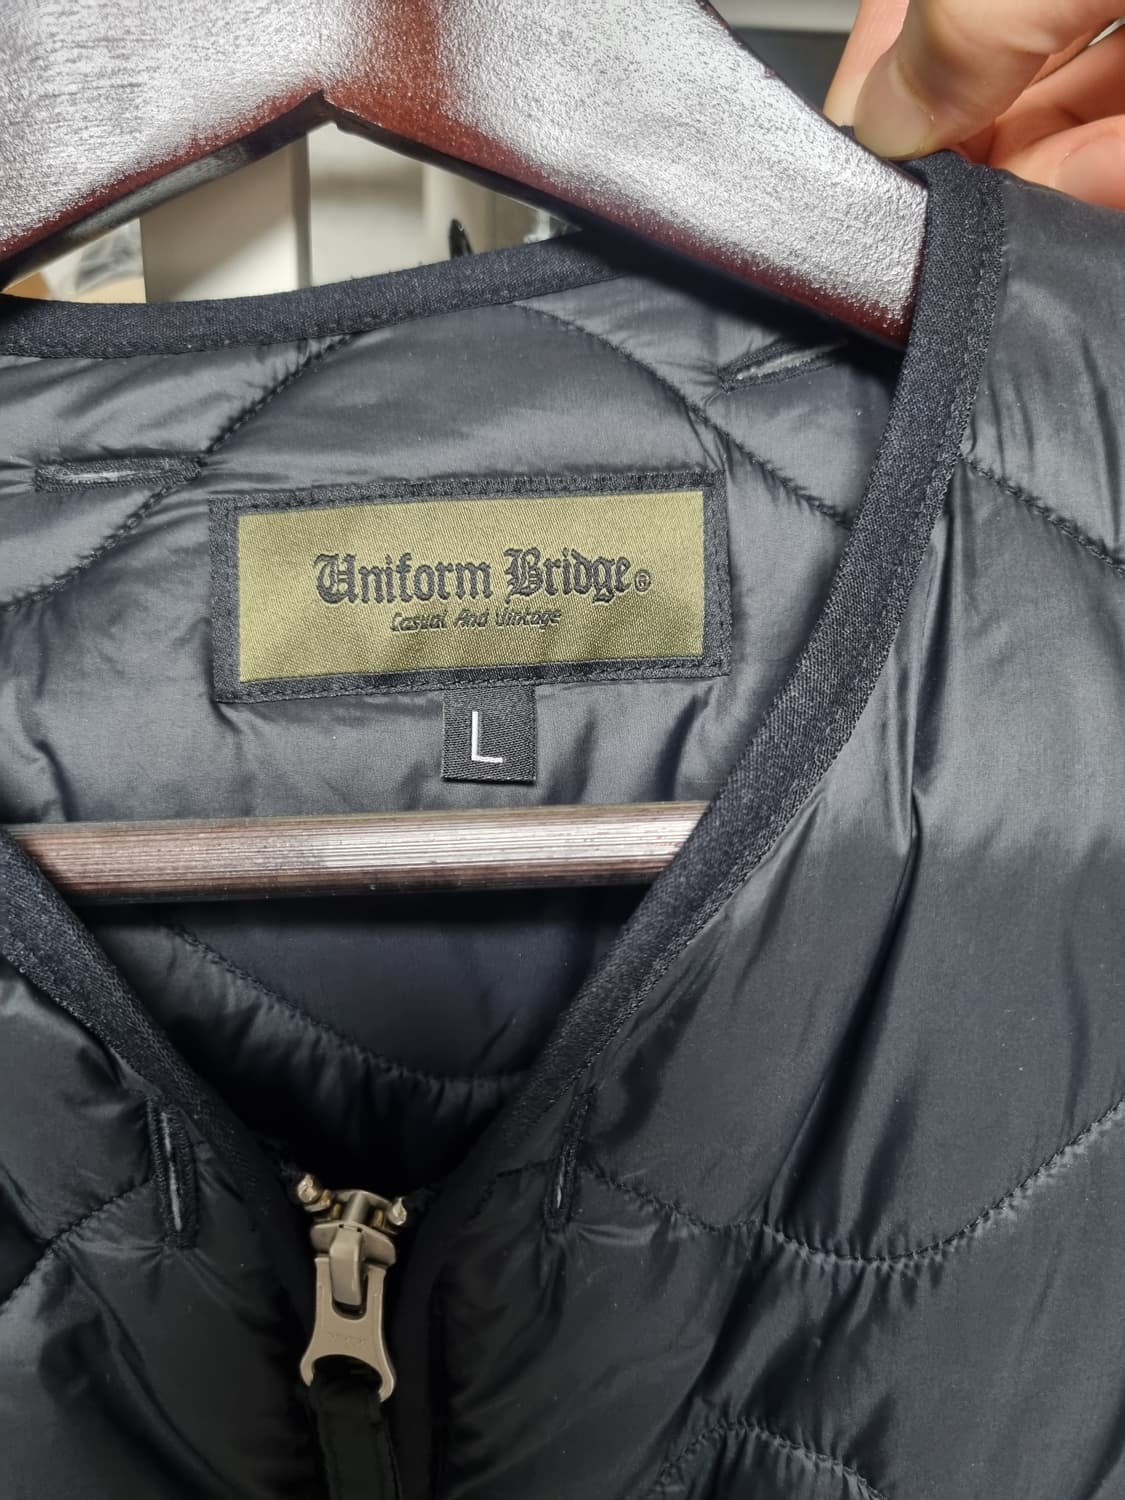 Uniform Bridge®
Casual And Vintage
L